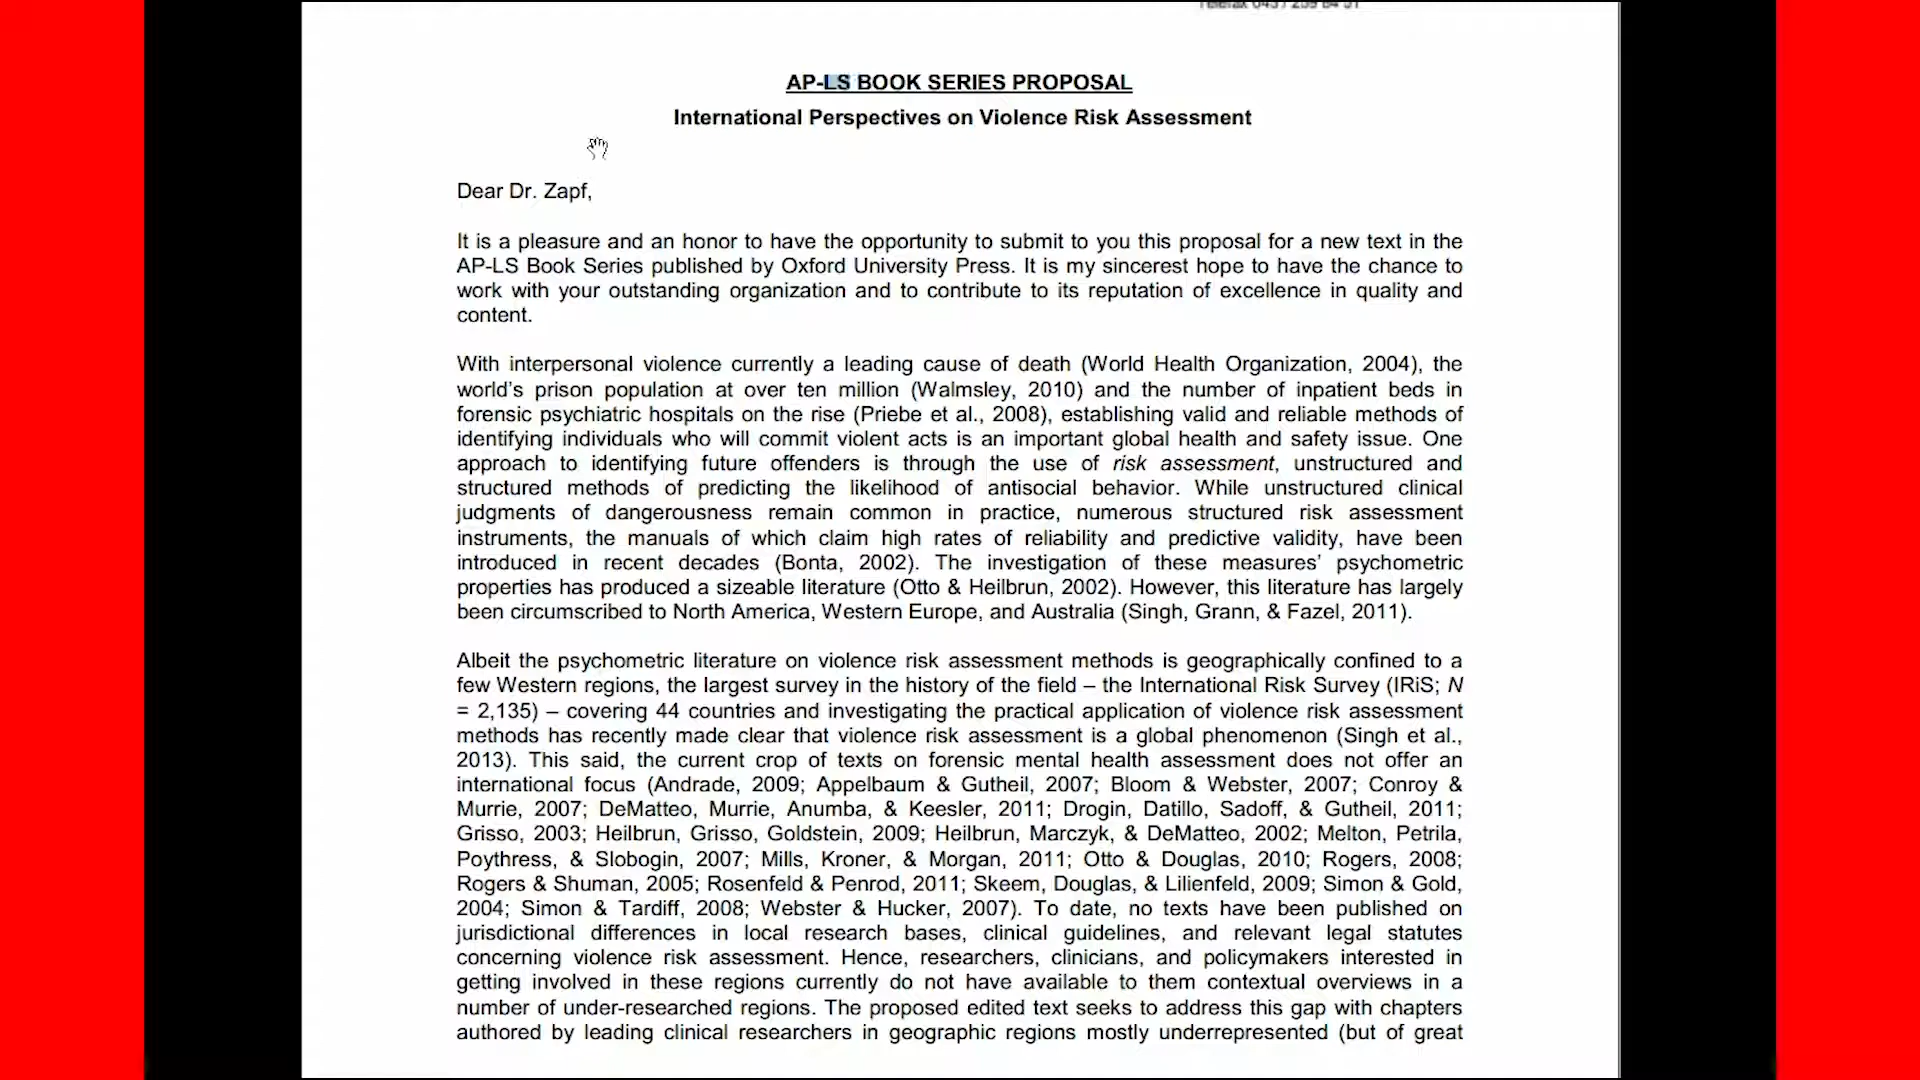 AP-LS BOOK SERIES PROPOSAL
International Perspectives on Violence Risk Assessment
Dear Dr. Zapf,
It is a pleasure and an honor to have the opportunity to submit to you this proposal for a new text in the
AP-LS Book Series published by Oxford University Press. It is my sincerest hope to have the chance to
work with your outstanding organization and to contribute to its reputation of excellence in quality and
content.
With interpersonal violence currently a leading cause of death (World Health Organization, 2004), the
world's prison population at over ten million (Walmsley, 2010) and the number of inpatient beds in
forensic psychiatric hospitals on the rise (Priebe et al., 2008), establishing valid and reliable methods of
identifying individuals who will commit violent acts is an important global health and safety issue. One
approach to identifying future offenders is through the use of risk assessment, unstructured and
structured methods of predicting the likelihood of antisocial behavior. While unstructured clinical
judgments of dangerousness remain common in practice, numerous structured risk assessment
instruments, the manuals of which claim high rates of reliability and predictive validity, have been
introduced in recent decades (Bonta, 2002). The investigation of these measures' psychometric
properties has produced a sizeable literature (Otto & Heilbrun, 2002). However, this literature has largely
been circumscribed to North America, Western Europe, and Australia (Singh, Grann, & Fazel, 2011).
Albeit the psychometric literature on violence risk assessment methods is geographically confined to a
few Western regions, the largest survey in the history of the field – the International Risk Survey (IRiS; N
= 2,135) – covering 44 countries and investigating the practical application of violence risk assessment
methods has recently made clear that violence risk assessment is a global phenomenon (Singh et al.,
2013). This said, the current crop of texts on forensic mental health assessment does not offer an
international focus (Andrade, 2009; Appelbaum & Gutheil, 2007; Bloom & Webster, 2007; Conroy &
Murrie, 2007; DeMatteo, Murrie, Anumba, & Keesler, 2011; Drogin, Datillo, Sadoff, & Gutheil, 2011;
Grisso, 2003; Heilbrun, Grisso, Goldstein, 2009; Heilbrun, Marczyk, & DeMatteo, 2002; Melton, Petrila,
Poythress, & Slobogin, 2007; Mills, Kroner, & Morgan, 2011; Otto & Douglas, 2010; Rogers, 2008;
Rogers & Shuman, 2005; Rosenfeld & Penrod, 2011; Skeem, Douglas, & Lilienfeld, 2009; Simon & Gold,
2004; Simon & Tardiff, 2008; Webster & Hucker, 2007). To date, no texts have been published on
jurisdictional differences in local research bases, clinical guidelines, and relevant legal statutes
concerning violence risk assessment. Hence, researchers, clinicians, and policymakers interested in
getting involved in these regions currently do not have available to them contextual overviews in a
number of under-researched regions. The proposed edited text seeks to address this gap with chapters
authored by leading clinical researchers in geographic regions mostly underrepresented (but of great